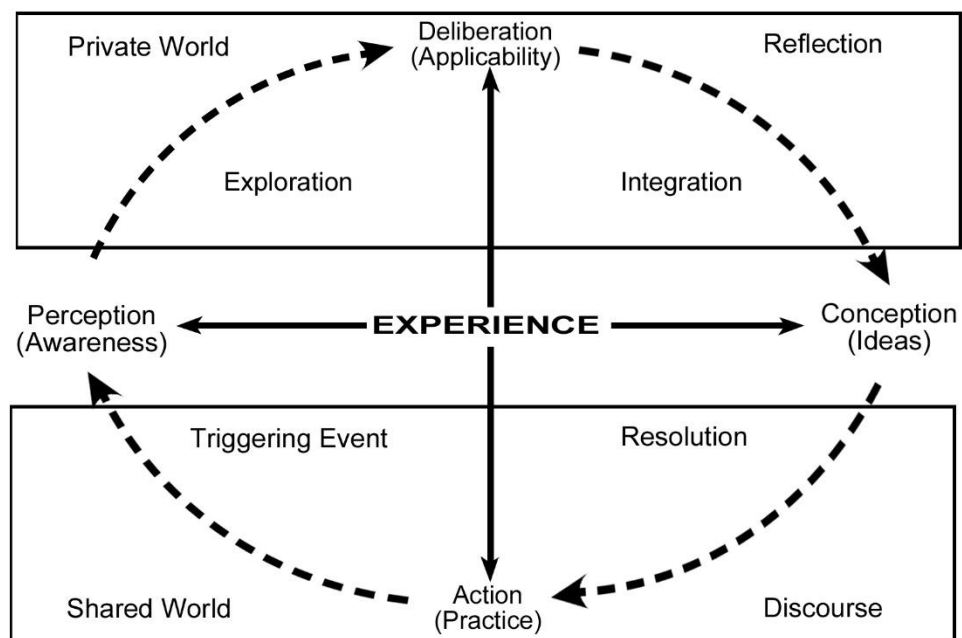 Private World
Deliberation
(Applicability)
Reflection
Exploration
Integration
Perception
(Awareness)
EXPERIENCE
Conception
(Ideas)
Triggering Event
Resolution
Shared World
Action
(Practice)
Discourse